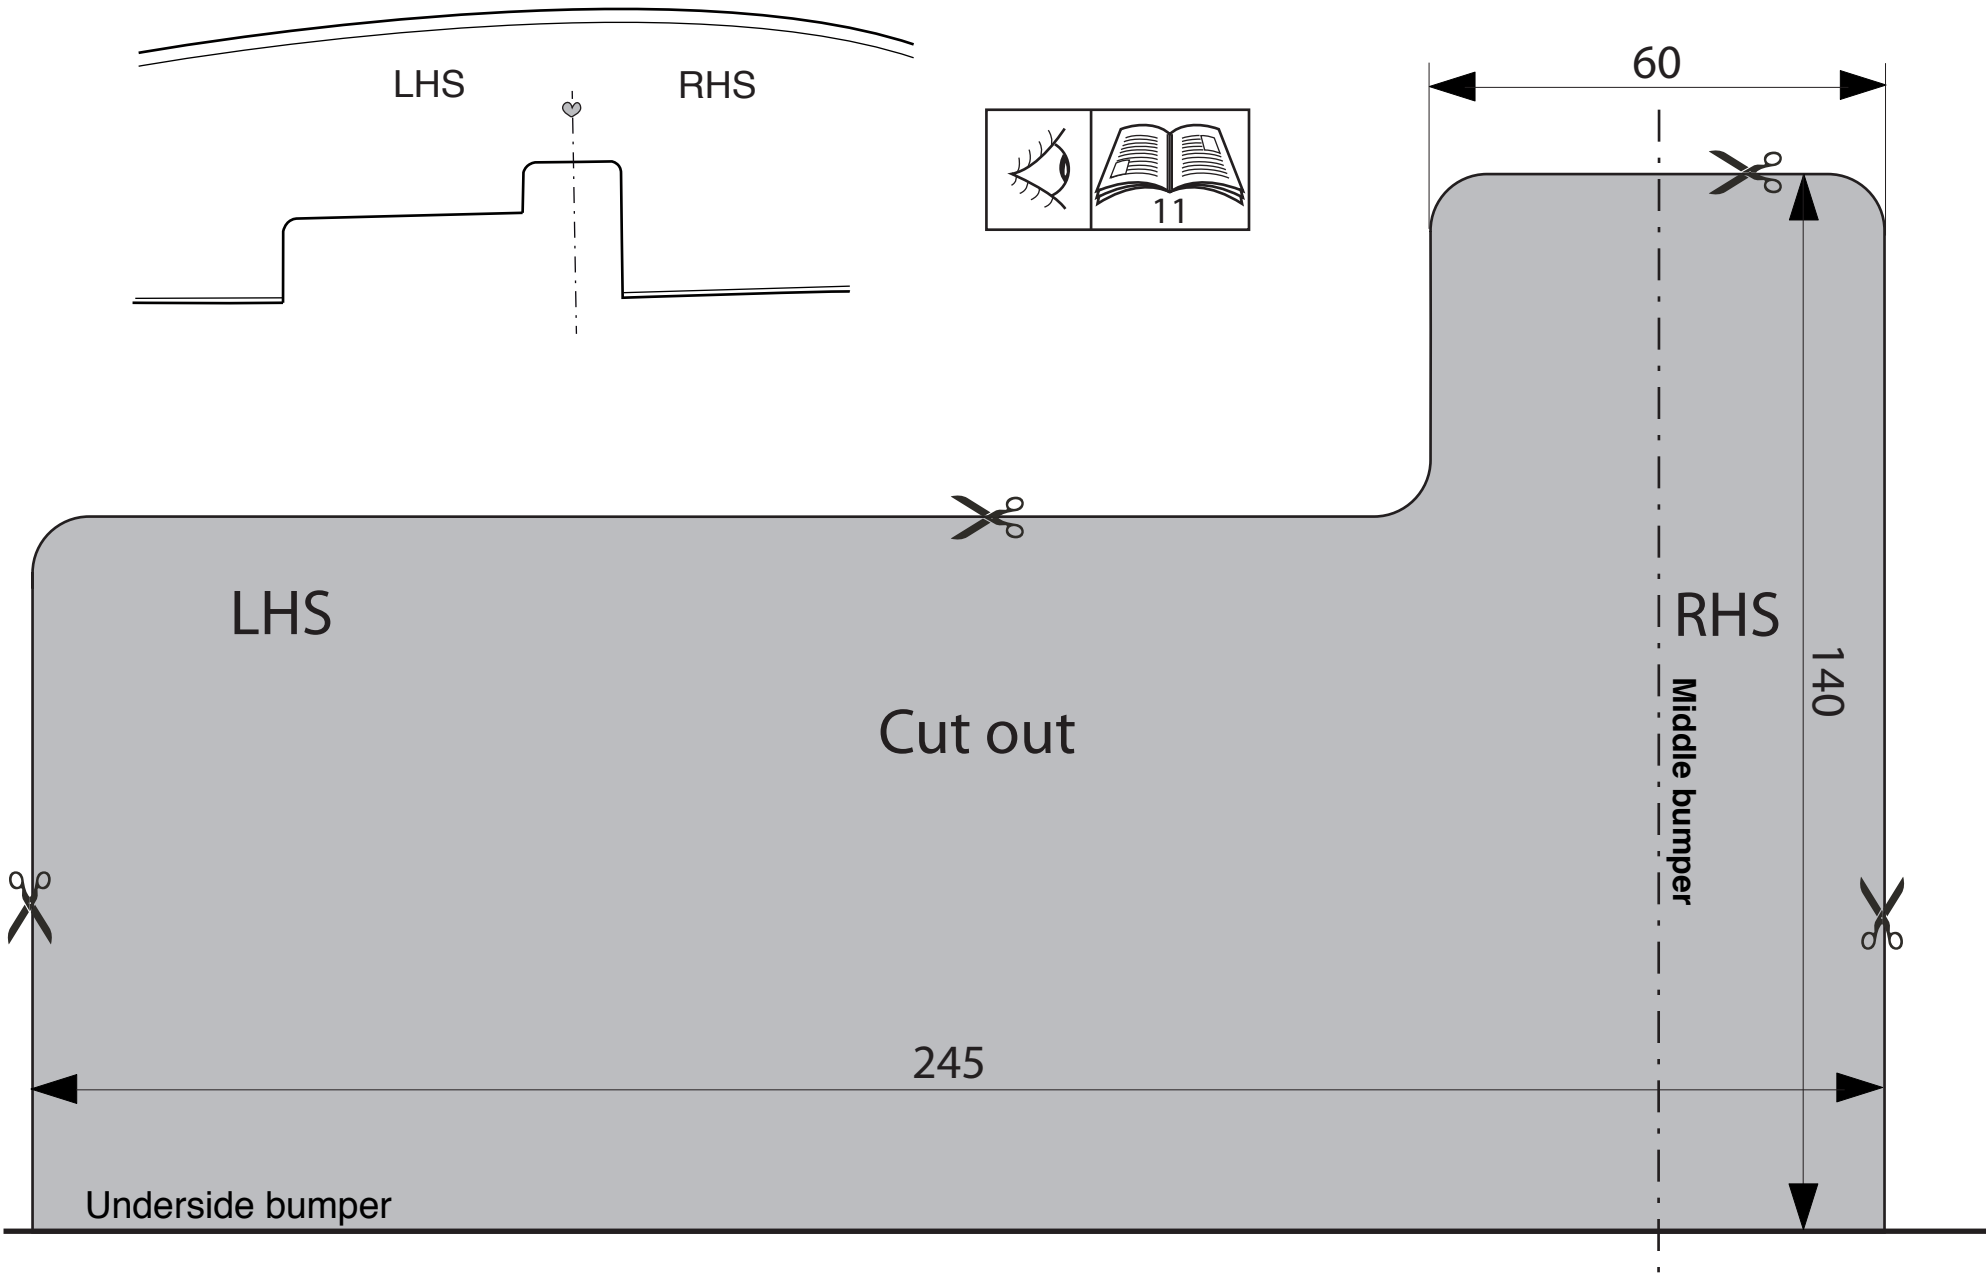 LHS RHS
60
11
LHS
RHS
140
Middle bumper
Cut out
245
Underside bumper